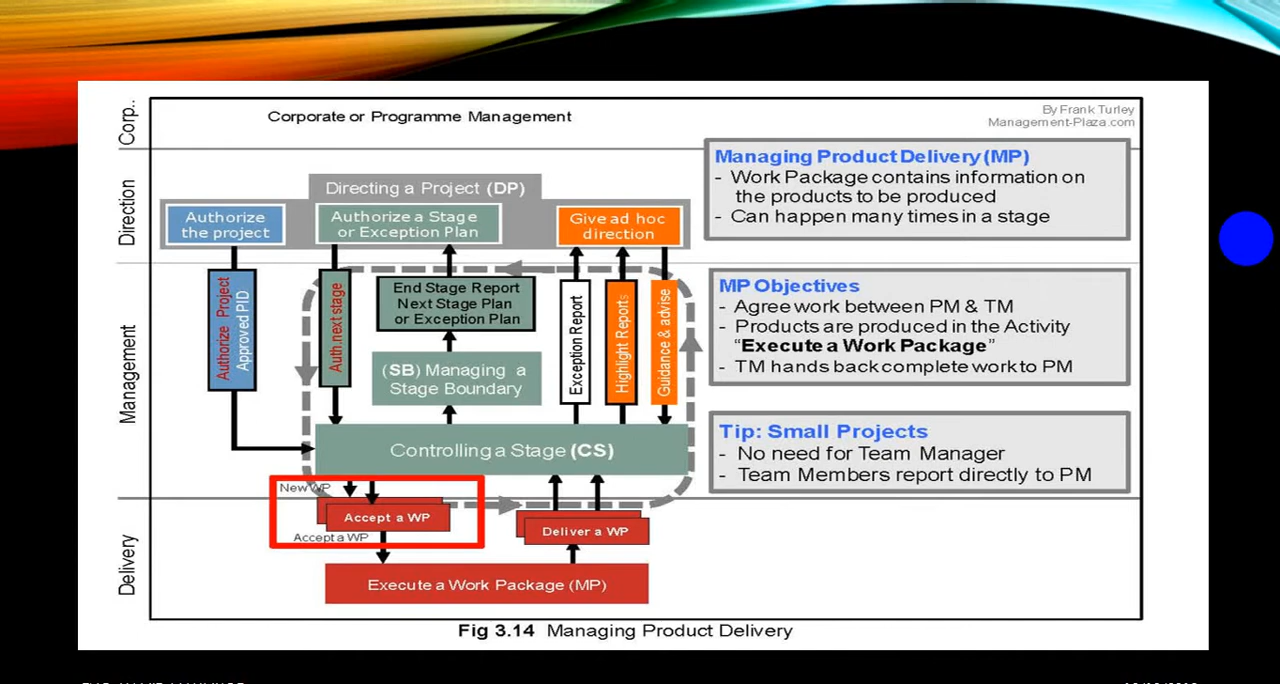 Corp..
Corporate or Programme Management
By Frank Turley
Management-Plaza.com
Direction
Directing a Project (DP)
Authorize
the project
Authorize a Stage
or Exception Plan
Give ad hoc
direction
Managing Product Delivery (MP)
- Work Package contains information on
the products to be produced
- Can happen many times in a stage
Management
Authorize Project
Approved PID
Auth.next stage
End Stage Report
Next Stage Plan
or Exception Plan
(SB) Managing a
Stage Boundary
Exception Report
Highlight Reports
Guidance & advise
Controlling a Stage (CS)
MP Objectives
- Agree work between PM & TM
- Products are produced in the Activity
"Execute a Work Package"
- TM hands back complete work to PM
Tip: Small Projects
- No need for Team Manager
- Team Members report directly to PM
Delivery
New WP
Accept a WP
Accept a WP
Deliver a WP
Execute a Work Package (MP)
Fig 3.14 Managing Product Delivery